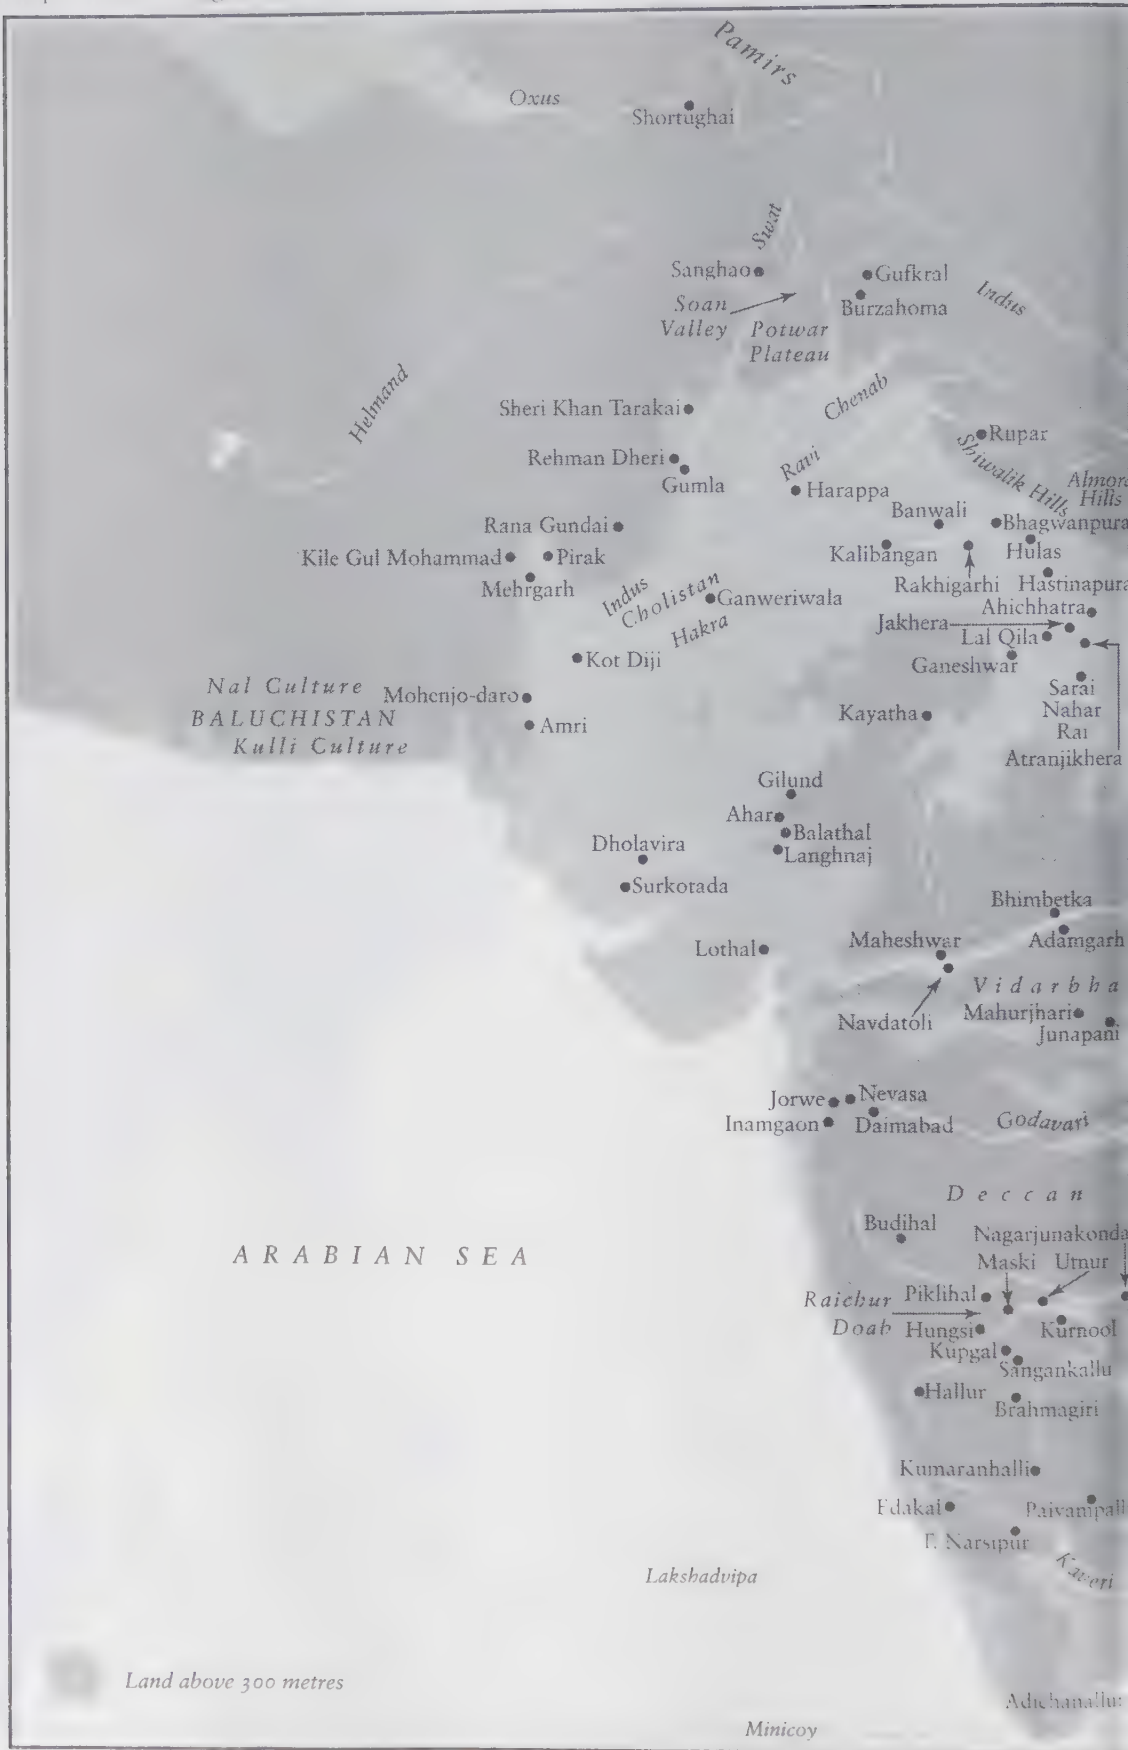 Pamirs
Oxus
Shortughai
Swat
Sanghao
Gufkral
Soan
Valley
Burzahoma
Indus
Potwar
Plateau
Helmand
Chenab
Sheri Khan Tarakai
Rupar
Shiwalik Hills
Rehman Dheri
Gumla
Ravi
Harappa
Almora
Hills
Banwali
Rana Gundai
Bhagwanpura
Kile Gul Mohammad
Pirak
Kalibangan
Hulas
Mehrgarh
Rakhigarhi
Hastinapura
Indus
Cholistan
Ganweriwala
Hakra
Ahichhatra
Jakhera
Lal Qila
Kot Diji
Ganeshwar
Nal Culture
Mohenjo-daro
Sarai
Nahar
Rai
BALUCHISTAN
Amri
Kayatha
Kulli Culture
Atranjikhera
Gilund
Ahar
Balathal
Dholavira
Langhnaj
Surkotada
Bhimbetka
Lothal
Maheshwar
Adamgarh
Vidarbha
Navdatoli
Mahurjhari
Junapani
Jorwe
Nevasa
Inamgaon
Daimabad
Godavari
Deccan
Budihal
Nagarjunakonda
ARABIAN SEA
Maski
Utnur
Raichur
Doab
Piklihal
Hungsi
Kurnool
Kupgal
Sangankallu
Hallur
Brahmagiri
Kumaranhalli
Edakal
T. Narsipur
Kaveri
Lakshadvipa
Land above 300 metres
Minicoy